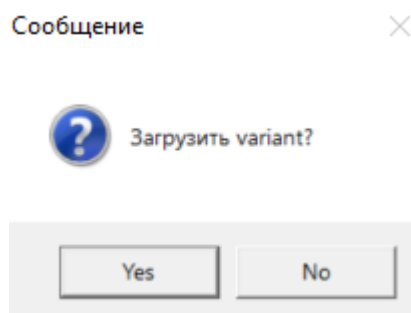 Сообщение
Загрузить variant?
Yes
No